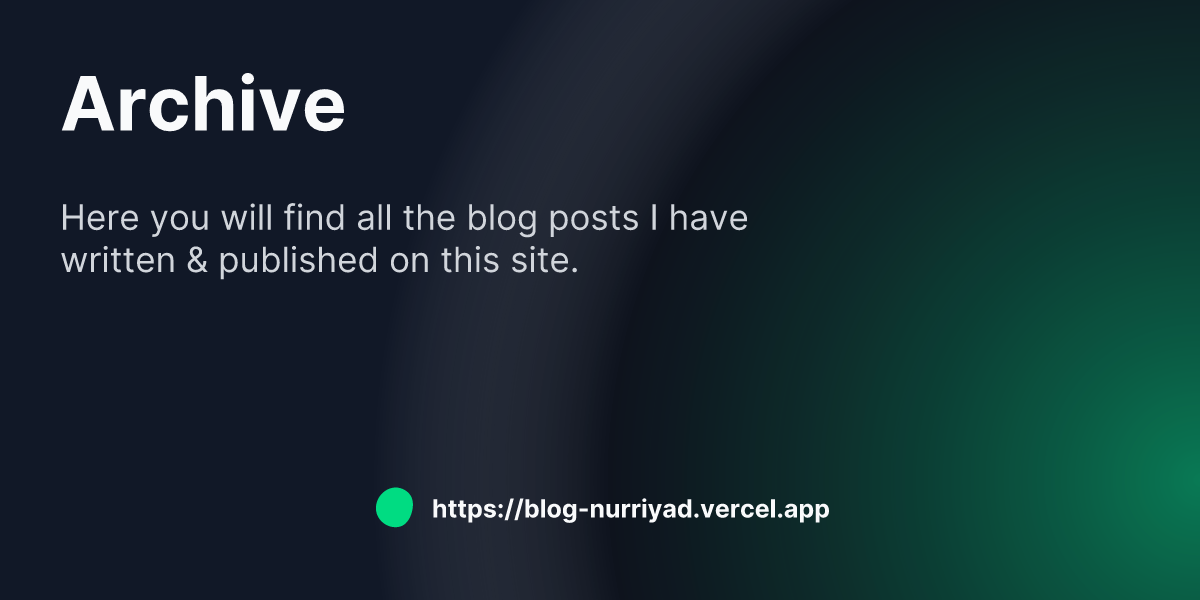 Archive
Here you will find all the blog posts I have
written & published on this site.
https://blog-nurriyad.vercel.app